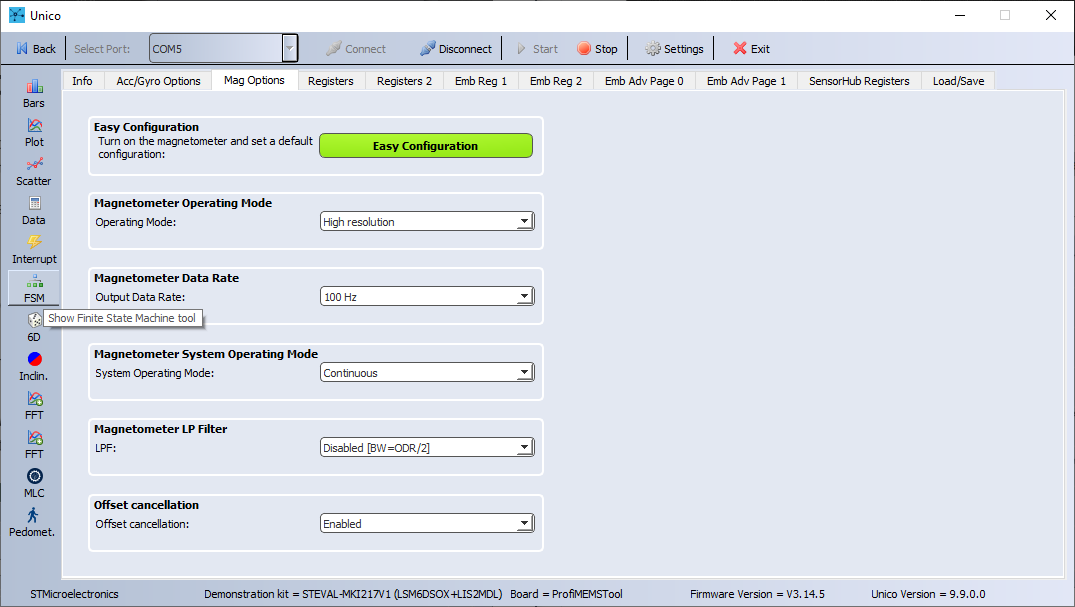 Unico
Back Select Port: COM5 Connect Disconnect Start Stop Settings Exit
Info Acc/Gyro Options Mag Options Registers Registers 2 Emb Reg 1 Emb Reg 2 Emb Adv Page 0 Emb Adv Page 1 SensorHub Registers Load/Save
Bars
Plot
Scatter
Data
Interrupt
FSM
Show Finite State Machine tool
6D
Inclin.
FFT
FFT
MLC
Pedomet.
Easy Configuration
Turn on the magnetometer and set a default
configuration:
Easy Configuration
Magnetometer Operating Mode
Operating Mode: High resolution
Magnetometer Data Rate
Output Data Rate: 100 Hz
Magnetometer System Operating Mode
System Operating Mode: Continuous
Magnetometer LP Filter
LPF: Disabled [BW=ODR/2]
Offset cancellation
Offset cancellation: Enabled
STMicroelectronics Demonstration kit = STEVAL-MKI217V1 (LSM6DSOX+LIS2MDL) Board = ProfiMEMSTool Firmware Version = V3.14.5 Unico Version = 9.9.0.0